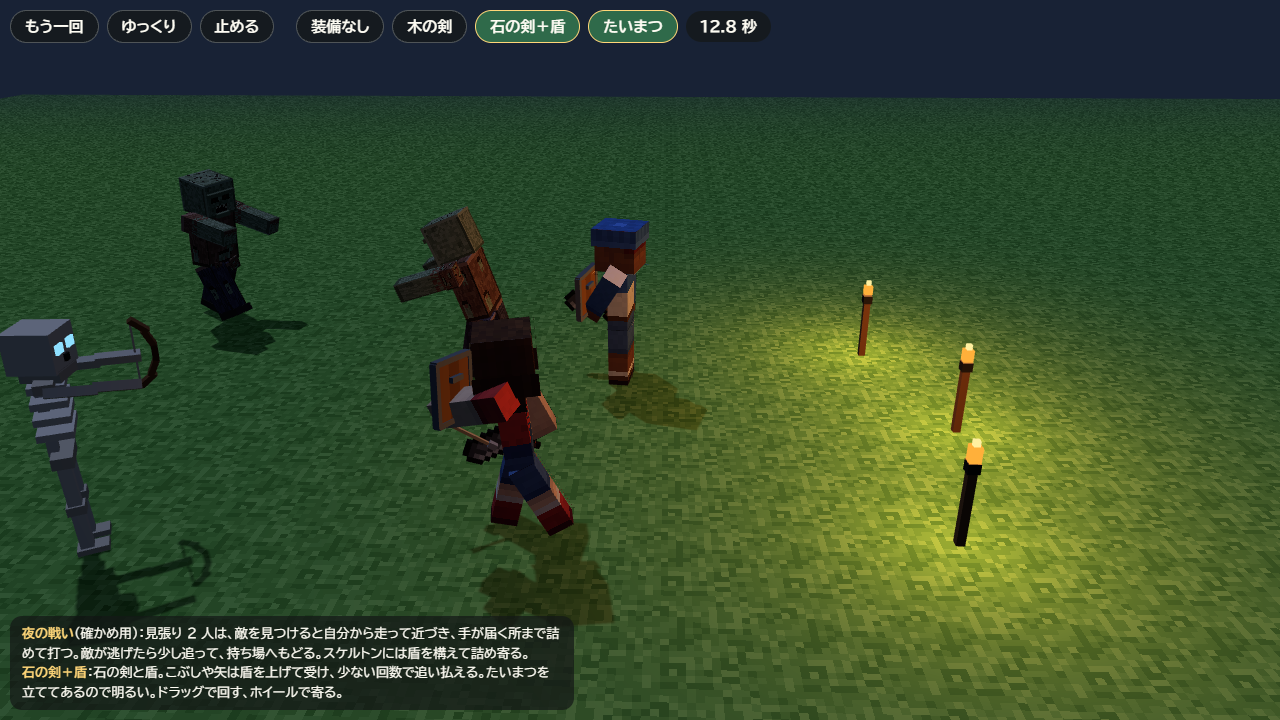 もう一回 ゆっくり 止める 装備なし 木の剣 石の剣＋盾 たいまつ 12.8 秒
夜の戦い（確かめ用）：見張り 2 人は、敵を見つけると自分から走って近づき、手が届く所まで詰
めて打つ。敵が逃げたら少し追って、持ち場へもどる。スケルトンには盾を構えて詰め寄る。
石の剣＋盾：石の剣と盾。こぶしや矢は盾を上げて受け、少ない回数で追い払える。たいまつを
立ててあるので明るい。ドラッグで回す、ホイールで寄る。